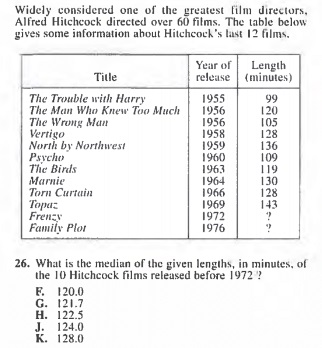 Widely considered one of the greatest film directors,
Alfred Hitchcock directed over 60 films. The table below
gives some information about Hitchcock's last 12 films.
Title Year of release Length (minutes)
The Trouble with Harry 1955 99
The Man Who Knew Too Much 1956 120
The Wrong Man 1956 105
Vertigo 1958 128
North by Northwest 1959 136
Psycho 1960 109
The Birds 1963 119
Marnie 1964 130
Torn Curtain 1966 128
Topaz 1969 143
Frenzy 1972 ?
Family Plot 1976 ?
26. What is the median of the given lengths, in minutes, of
the 10 Hitchcock films released before 1972 ?
F. 120.0
G. 121.7
H. 122.5
J. 124.0
K. 128.0